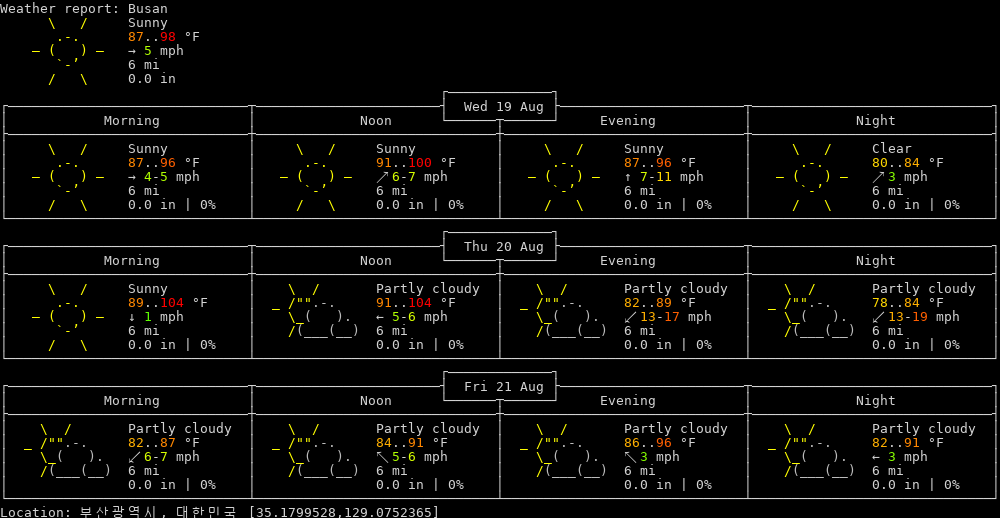 Weather report: Busan
Sunny
87..98 °F
→ 5 mph
6 mi
0.0 in
Wed 19 Aug
Morning Noon Evening Night
Sunny Sunny Sunny Clear
87..96 °F 91..100 °F 87..96 °F 80..84 °F
→ 4-5 mph ↗ 6-7 mph ↑ 7-11 mph ↗ 3 mph
6 mi 6 mi 6 mi 6 mi
0.0 in | 0% 0.0 in | 0% 0.0 in | 0% 0.0 in | 0%
Thu 20 Aug
Morning Noon Evening Night
Sunny Partly cloudy Partly cloudy Partly cloudy
89..104 °F 91..104 °F 82..89 °F 78..84 °F
↓ 1 mph ← 5-6 mph ↙ 13-17 mph ↙ 13-19 mph
6 mi 6 mi 6 mi 6 mi
0.0 in | 0% 0.0 in | 0% 0.0 in | 0% 0.0 in | 0%
Fri 21 Aug
Morning Noon Evening Night
Partly cloudy Partly cloudy Partly cloudy Partly cloudy
82..87 °F 84..91 °F 86..96 °F 82..91 °F
↙ 6-7 mph ↖ 5-6 mph ↖ 3 mph ← 3 mph
6 mi 6 mi 6 mi 6 mi
0.0 in | 0% 0.0 in | 0% 0.0 in | 0% 0.0 in | 0%
Location: 부산광역시, 대한민국 [35.1799528,129.0752365]